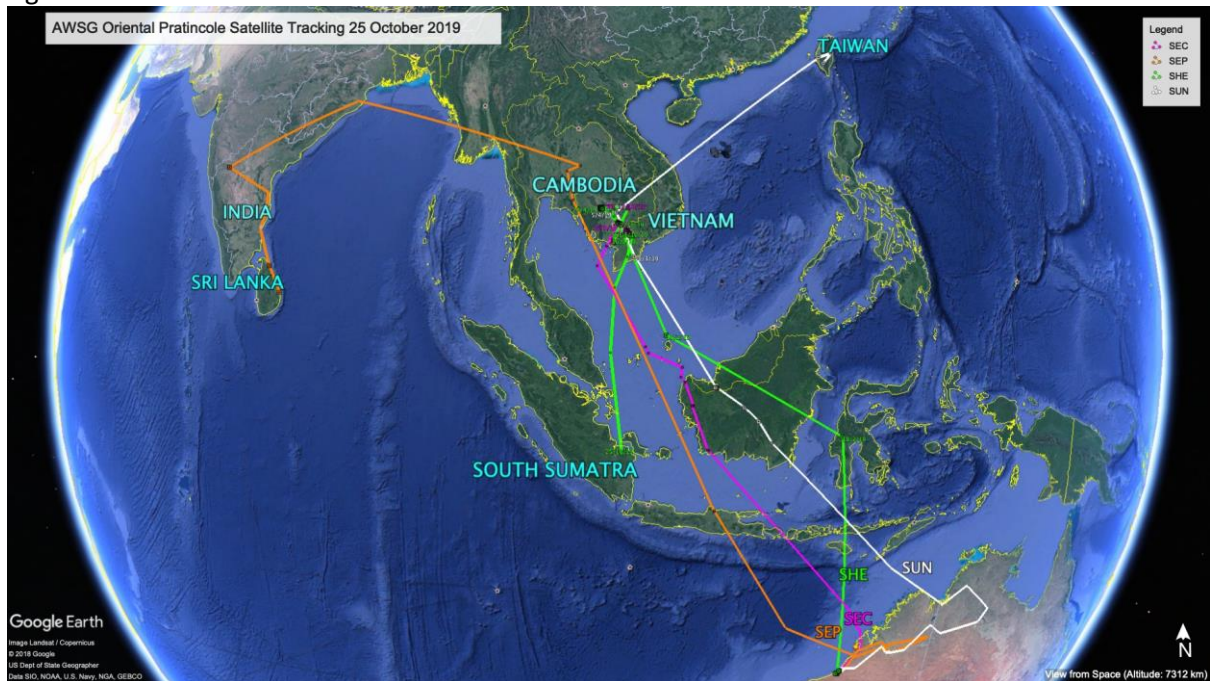 AWSG Oriental Pratincole Satellite Tracking 25 October 2019
Legend
SEC
SEP
SHE
SUN
TAIWAN
CAMBODIA
VIETNAM
INDIA
SRI LANKA
SOUTH SUMATRA
SUN
SHE
SEC
SEP
Google Earth
Image Landsat / Copernicus
© 2018 Google
US Dept of State Geographer
Data SIO, NOAA, U.S. Navy, NGA, GEBCO
N
View from Space (Altitude: 7312 km)